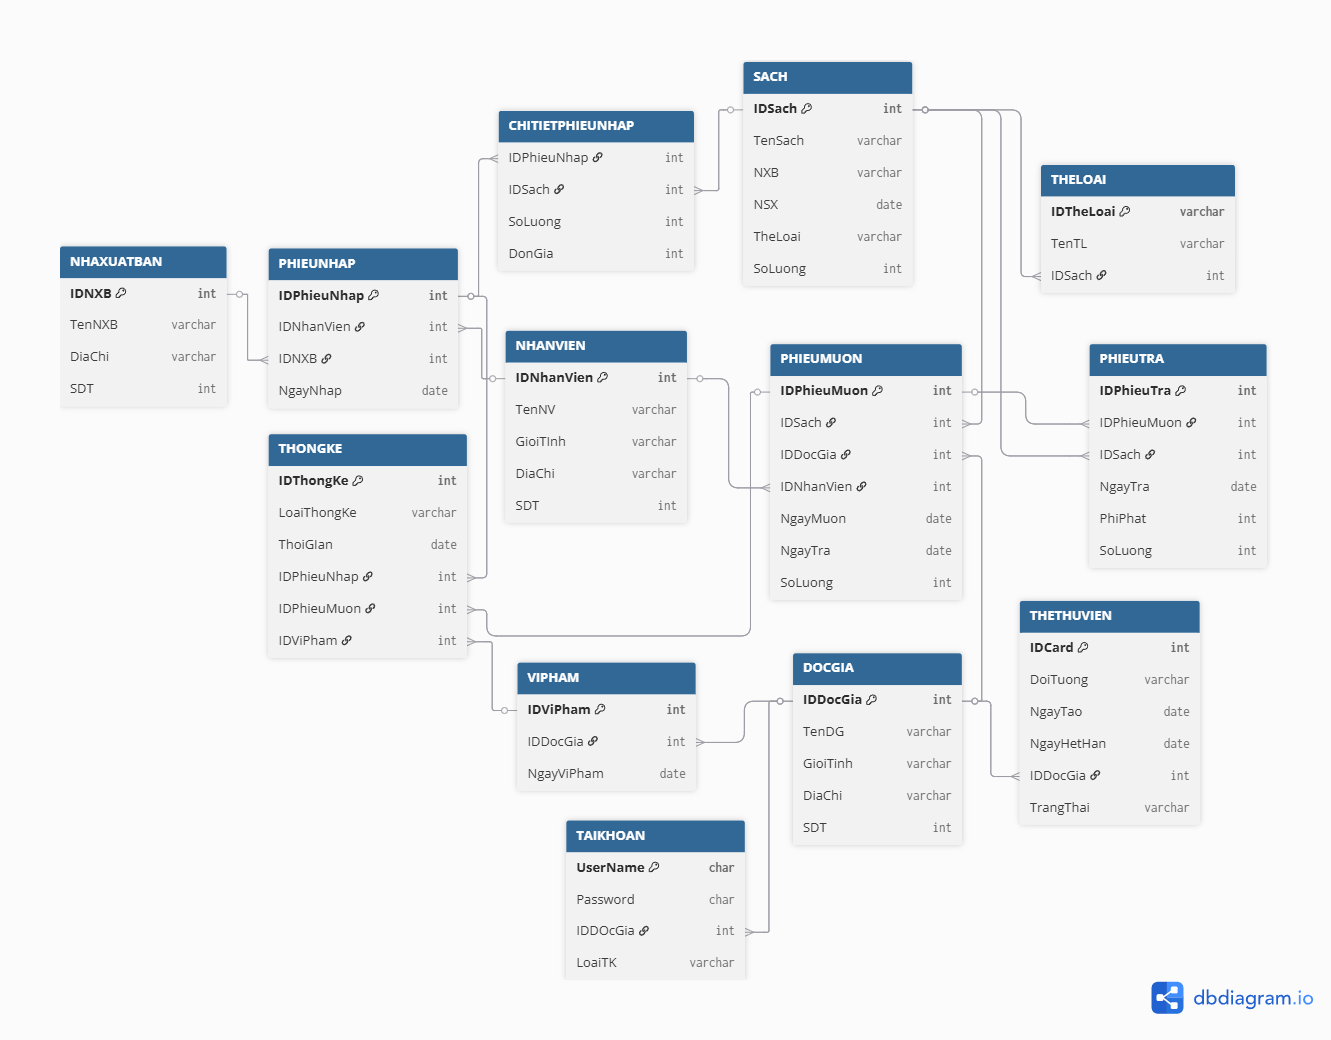 SACH
IDSach int
TenSach varchar
NXB varchar
NSX date
TheLoai varchar
SoLuong int
CHITIETPHIEUNHAP
IDPhieuNhap int
IDSach int
SoLuong int
DonGia int
THELOAI
IDTheLoai varchar
TenTL varchar
IDSach int
NHAXUATBAN
IDNXB int
TenNXB varchar
DiaChi varchar
SDT int
PHIEUNHAP
IDPhieuNhap int
IDNhanVien int
IDNXB int
NgayNhap date
NHANVIEN
IDNhanVien int
TenNV varchar
GioiTInh varchar
DiaChi varchar
SDT int
PHIEUMUON
IDPhieuMuon int
IDSach int
IDDocGia int
IDNhanVien int
NgayMuon date
NgayTra date
SoLuong int
PHIEUTRA
IDPhieuTra int
IDPhieuMuon int
IDSach int
NgayTra date
PhiPhat int
SoLuong int
THONGKE
IDThongKe int
LoaiThongKe varchar
ThoiGIan date
IDPhieuNhap int
IDPhieuMuon int
IDViPham int
VIPHAM
IDViPham int
IDDocGia int
NgayViPham date
DOCGIA
IDDocGia int
TenDG varchar
GioiTinh varchar
DiaChi varchar
SDT int
THETHUVIEN
IDCard int
DoiTuong varchar
NgayTao date
NgayHetHan date
IDDocGia int
TrangThai varchar
TAIKHOAN
UserName char
Password char
IDDOcGia int
LoaiTK varchar
dbdiagram.io